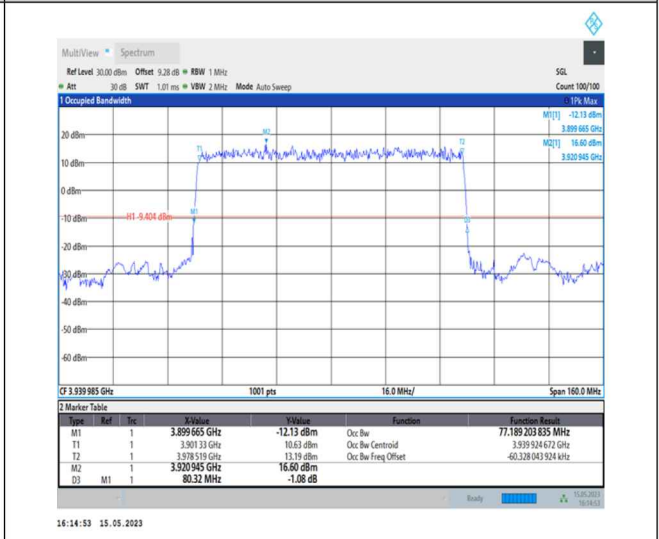 MultiView Spectrum
Ref Level 30.00 dBm Offset 9.28 dB RBW 1 MHz SGL
Att 30 dB SWT 1.01 ms VBW 2 MHz Mode Auto Sweep Count 100/100
1 Occupied Bandwidth 1Pk Max
M1[1] -12.13 dBm
3.899 665 GHz
M2[1] 16.60 dBm
3.920 945 GHz
20 dBm
M2
T1
T2
10 dBm
0 dBm
M1
-10 dBm
H1 -9.404 dBm
-20 dBm
-30 dBm
-40 dBm
-50 dBm
-60 dBm
CF 3.939 985 GHz 1001 pts 16.0 MHz/ Span 160.0 MHz
2 Marker Table
Type Ref Trc X-Value Y-Value Function Function Result
M1 1 3.899 665 GHz -12.13 dBm Occ Bw 77.189 203 835 MHz
T1 1 3.901 33 GHz 10.63 dBm Occ Bw Centroid 3.939 924 672 GHz
T2 1 3.978 519 GHz 13.19 dBm Occ Bw Freq Offset -60.328 043 924 kHz
M2 1 3.920 945 GHz 16.60 dBm
D3 M1 1 80.32 MHz -1.08 dB
Ready 15.05.2023
16:14:53
16:14:53 15.05.2023